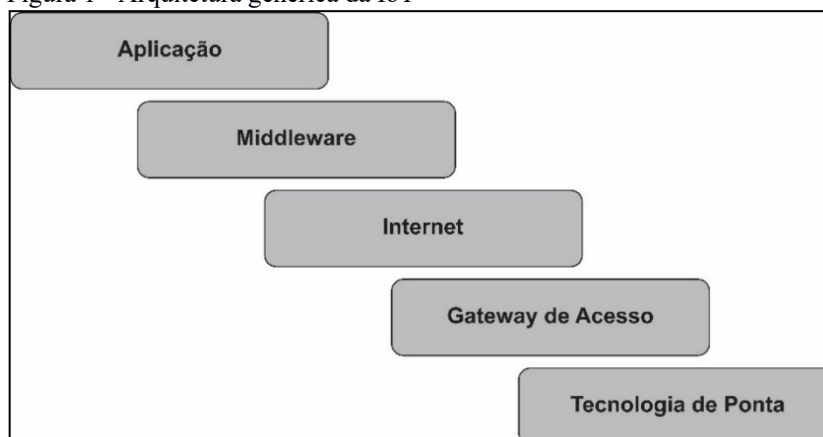 Figura 1 - Arquitetura genérica da IoT
Aplicação
Middleware
Internet
Gateway de Acesso
Tecnologia de Ponta